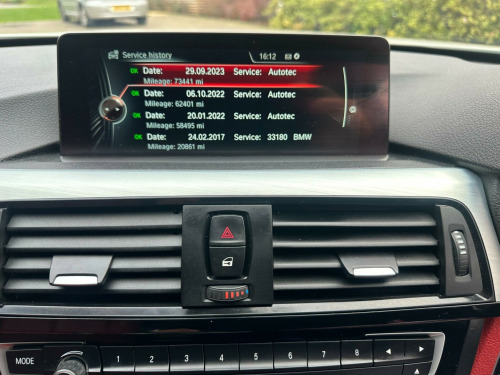 Service history 16:12
OK Date: 29.09.2023 Service: Autotec
Mileage: 73441 mi
OK Date: 06.10.2022 Service: Autotec
Mileage: 62401 mi
OK Date: 20.01.2022 Service: Autotec
Mileage: 58495 mi
OK Date: 24.02.2017 Service: 33180 BMW
Mileage: 20861 mi
MODE 1 2 3 4 5 6 7 8